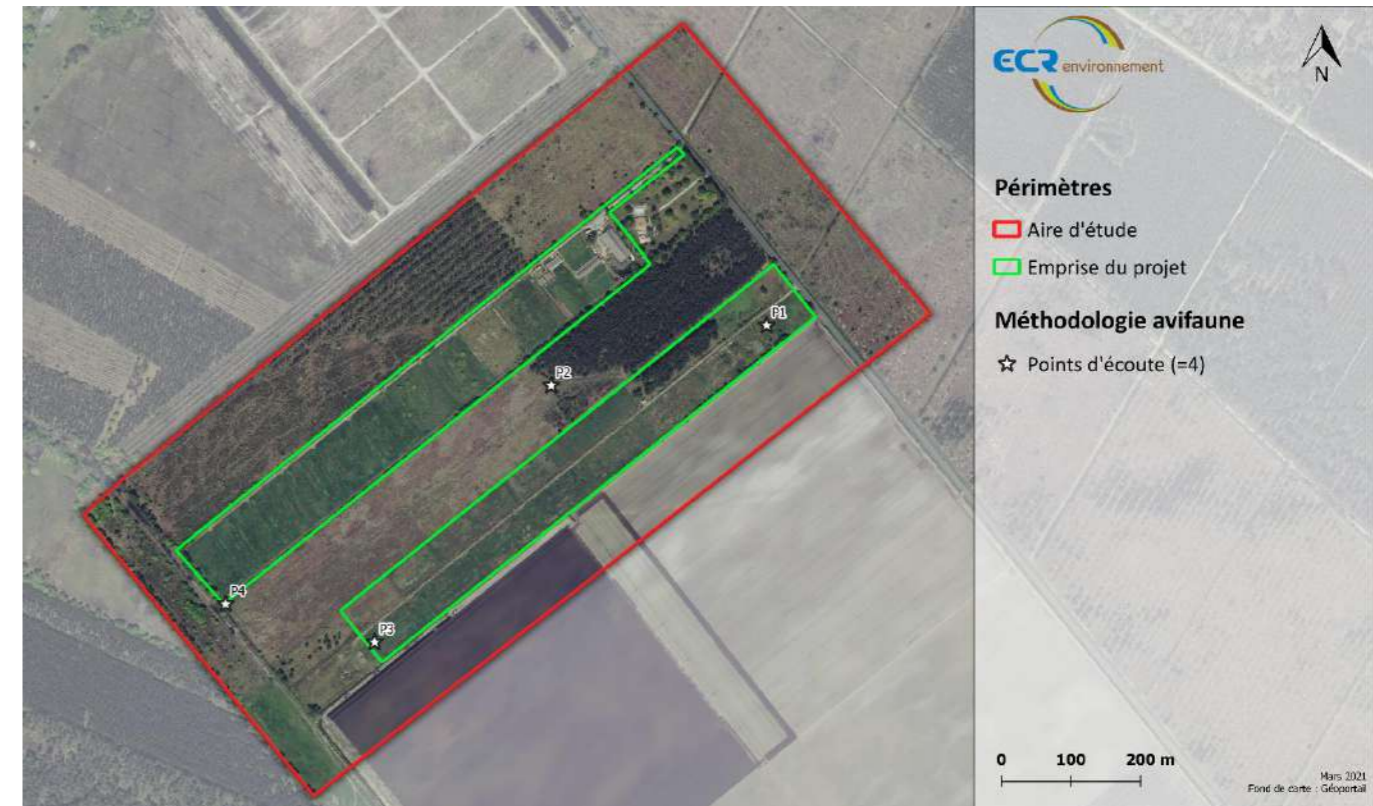 ECR environnement
N
Périmètres
Aire d'étude
Emprise du projet
Méthodologie avifaune
Points d'écoute (=4)
P1
P2
P4
P3
0 100 200 m
Mars 2021
Fond de carte : Géoportail